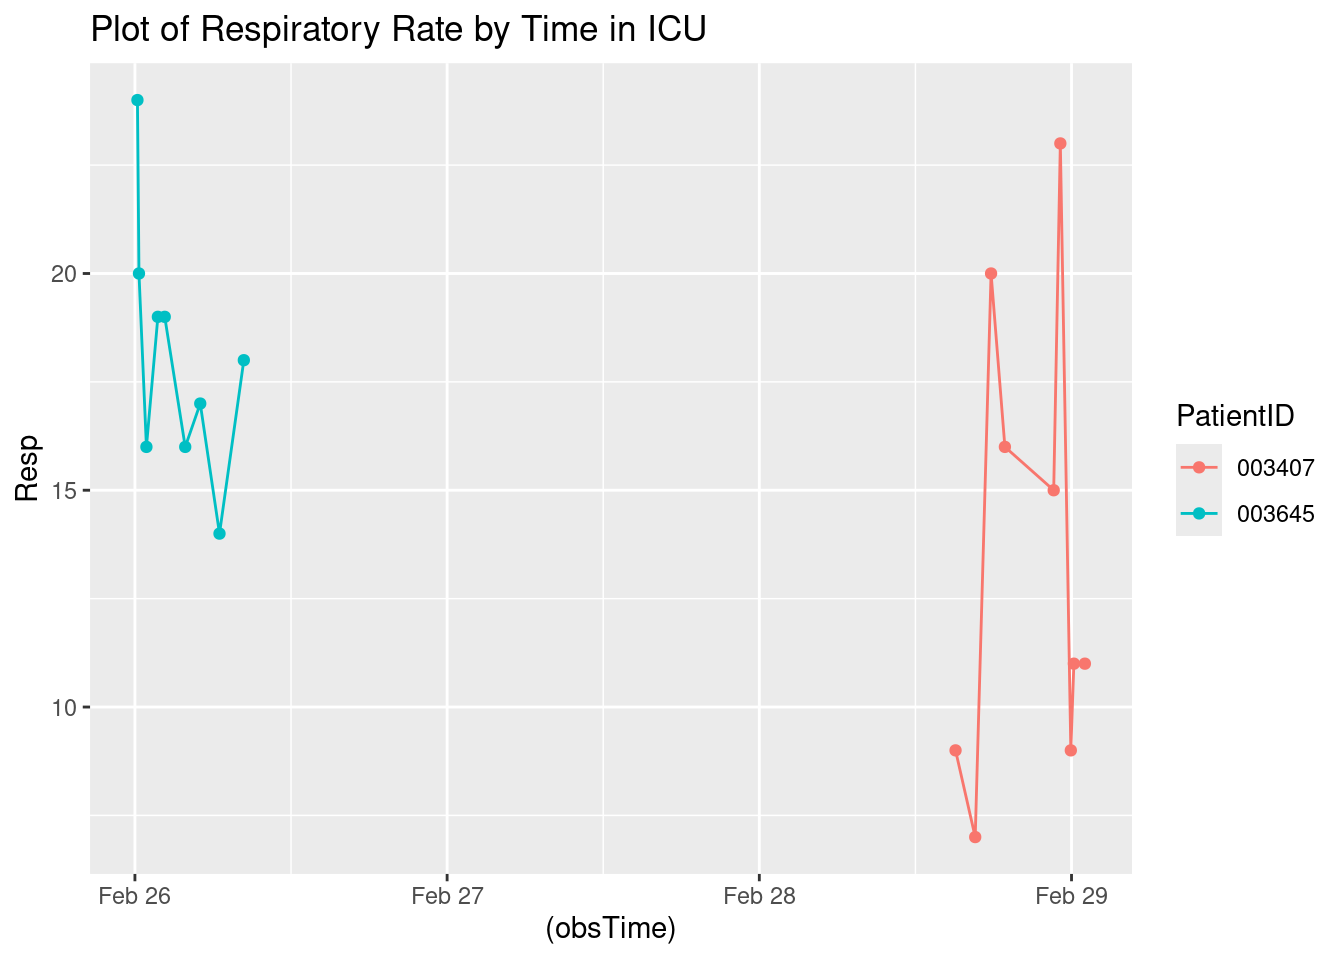 Plot of Respiratory Rate by Time in ICU
Resp
20
15
10
Feb 26
Feb 27
Feb 28
Feb 29
(obsTime)
PatientID
003407
003645